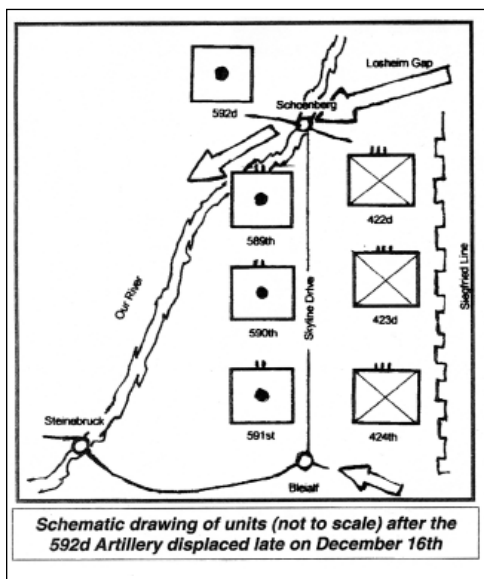 Losheim Gap
592d
Schoenberg
422d
589th
Our River
Skyline Drive
Siegfried Line
590th
423d
Steinebruck
591st
424th
Bleialf
Schematic drawing of units (not to scale) after the
592d Artillery displaced late on December 16th